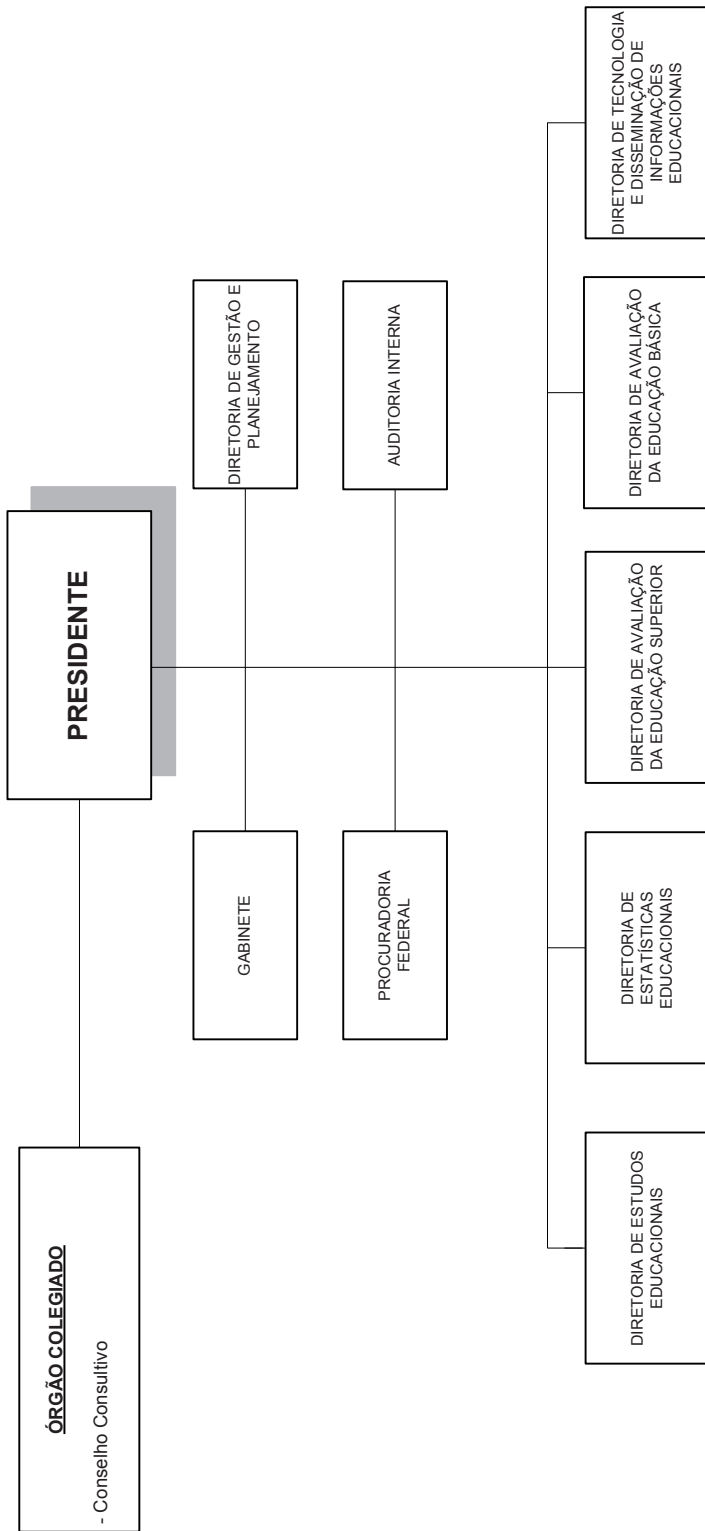 ÓRGÃO COLEGIADO
- Conselho Consultivo
PRESIDENTE
GABINETE
DIRETORIA DE GESTÃO E
PLANEJAMENTO
PROCURADORIA
FEDERAL
AUDITORIA INTERNA
DIRETORIA DE ESTUDOS
EDUCACIONAIS
DIRETORIA DE
ESTATÍSTICAS
EDUCACIONAIS
DIRETORIA DE AVALIAÇÃO
DA EDUCAÇÃO SUPERIOR
DIRETORIA DE AVALIAÇÃO
DA EDUCAÇÃO BÁSICA
DIRETORIA DE TECNOLOGIA
E DISSEMINAÇÃO DE
INFORMAÇÕES
EDUCACIONAIS